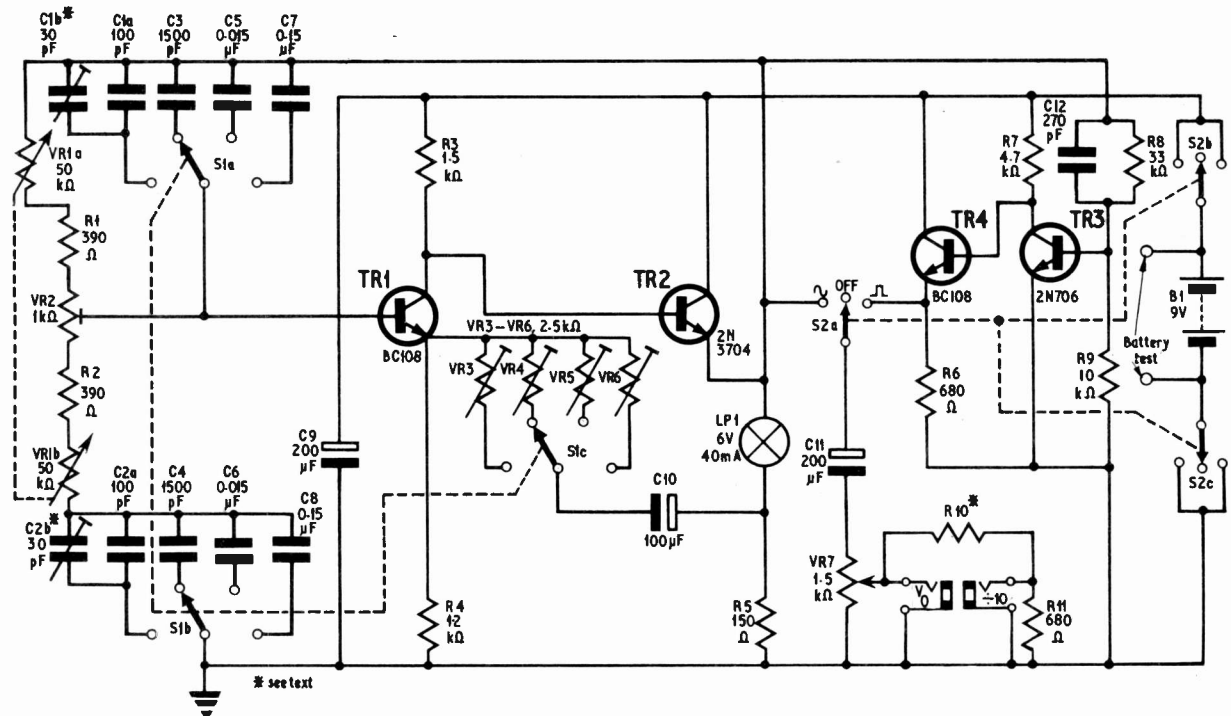 C1b*
30
pF
C1a
100
pF
C3
1500
pF
C5
0·015
µF
C7
0·15
µF
VR1a
50
kΩ
S1a
R1
390
Ω
VR2
1kΩ
R2
390
Ω
VR1b
50
kΩ
C2a
100
pF
C4
1500
pF
C6
0·015
µF
C8
0·15
µF
C2b*
30
pF
S1b
* see text
C9
200
µF
R3
1·5
kΩ
TR1
BC108
R4
1·2
kΩ
VR3–VR6, 2·5kΩ
VR3
VR4
VR5
VR6
S1c
C10
100µF
TR2
2N
3704
LP1
6V
40mA
R5
150
Ω
OFF
S2a
C11
200
µF
VR7
1·5
kΩ
R10*
V0
÷10
R11
680
Ω
TR4
BC108
R6
680
Ω
R7
4·7
kΩ
TR3
2N706
C12
270
pF
R8
33
kΩ
R9
10
kΩ
S2b
B1
9V
Battery
test
S2c